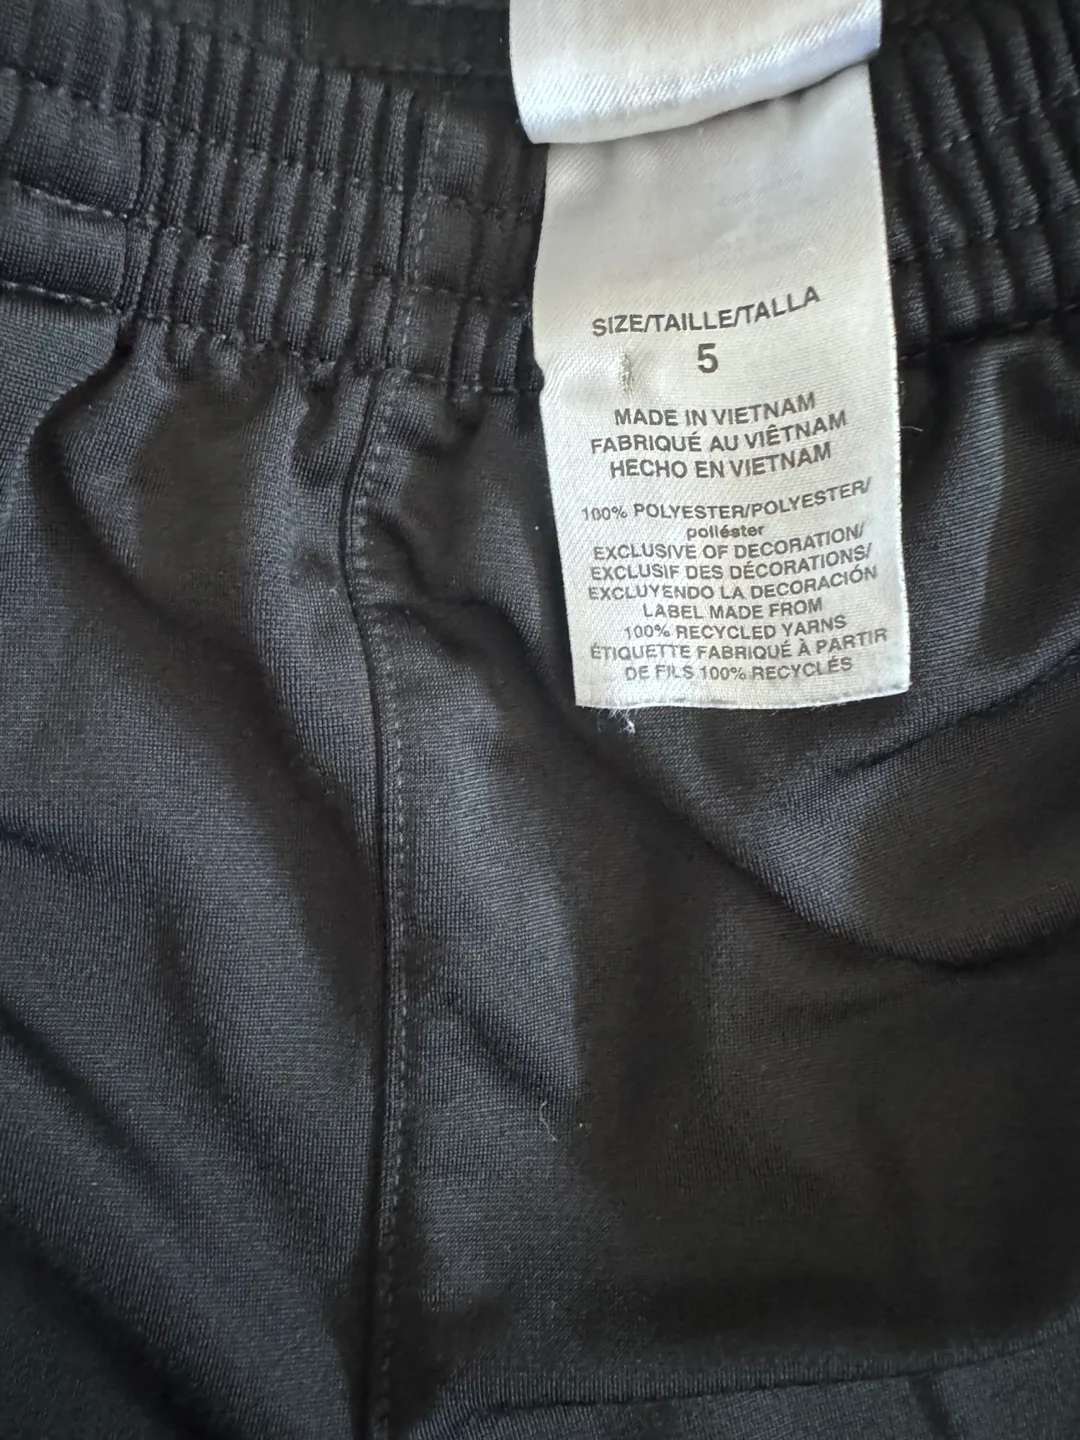 SIZE/TAILLE/TALLA
5
MADE IN VIETNAM
FABRIQUÉ AU VIÊTNAM
HECHO EN VIETNAM
100% POLYESTER/POLYESTER/
poliéster
EXCLUSIVE OF DECORATION/
EXCLUSIF DES DÉCORATIONS/
EXCLUYENDO LA DECORACIÓN
LABEL MADE FROM
100% RECYCLED YARNS
ÉTIQUETTE FABRIQUÉ À PARTIR
DE FILS 100% RECYCLÉS